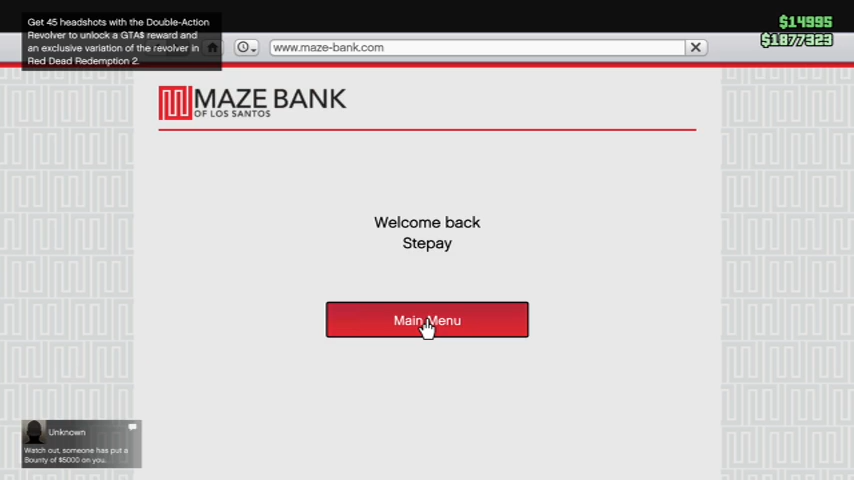 Get 45 headshots with the Double-Action
Revolver to unlock a GTA$ reward and
an exclusive variation of the revolver in
Red Dead Redemption 2.
$14995
$1877323
www.maze-bank.com
MAZE BANK
OF LOS SANTOS
Welcome back
Stepay
Main Menu
Unknown
Watch out, someone has put a
Bounty of $5000 on you.